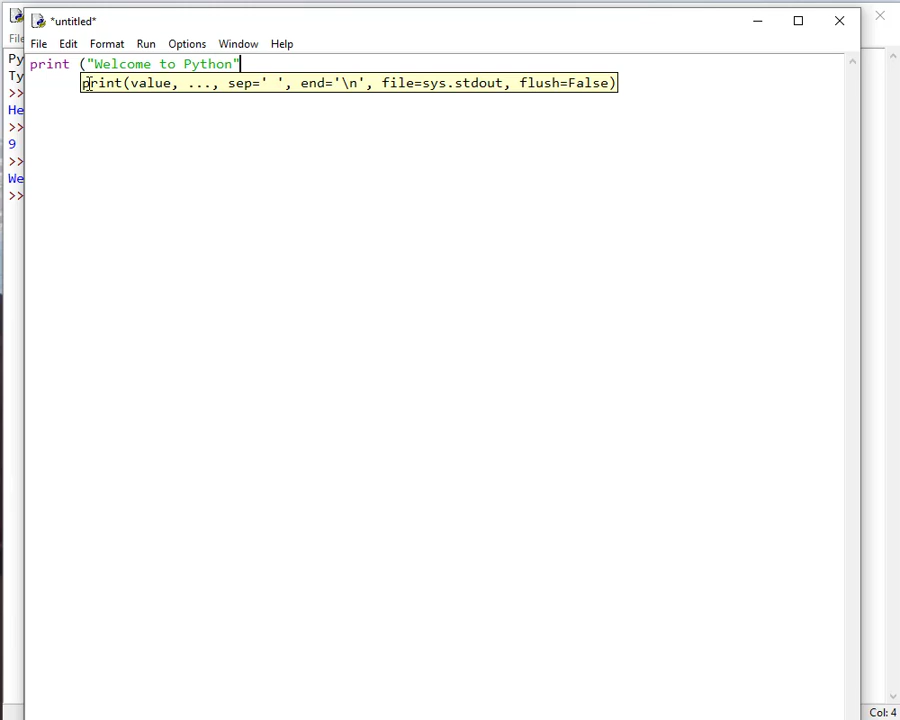 *untitled*
File Edit Format Run Options Window Help
print ("Welcome to Python"
print(value, ..., sep=' ', end='\n', file=sys.stdout, flush=False)
File
Py
Ty
>>
He
>>
9
>>
We
>>
Col: 4